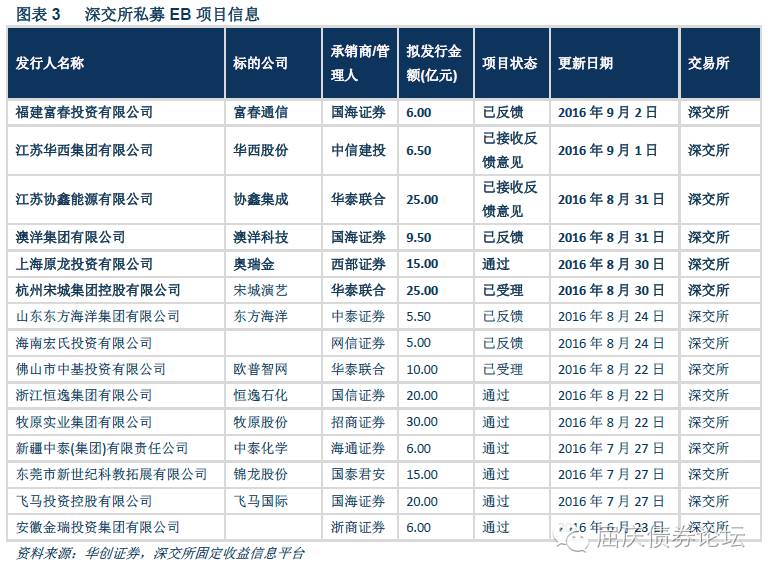 图表 3 深交所私募 EB 项目信息
发行人名称 标的公司 承销商/管理人 拟发行金额(亿元) 项目状态 更新日期 交易所
福建富春投资有限公司 富春通信 国海证券 6.00 已反馈 2016 年 9 月 2 日 深交所
江苏华西集团有限公司 华西股份 中信建投 6.50 已接收反馈意见 2016 年 9 月 1 日 深交所
江苏协鑫能源有限公司 协鑫集成 华泰联合 25.00 已接收反馈意见 2016 年 8 月 31 日 深交所
澳洋集团有限公司 澳洋科技 国海证券 9.50 已反馈 2016 年 8 月 31 日 深交所
上海原龙投资有限公司 奥瑞金 西部证券 15.00 通过 2016 年 8 月 30 日 深交所
杭州宋城集团控股有限公司 宋城演艺 华泰联合 25.00 已受理 2016 年 8 月 30 日 深交所
山东东方海洋集团有限公司 东方海洋 中泰证券 5.50 已反馈 2016 年 8 月 24 日 深交所
海南宏氏投资有限公司 网信证券 5.00 已反馈 2016 年 8 月 24 日 深交所
佛山市中基投资有限公司 欧普智网 华泰联合 10.00 已受理 2016 年 8 月 22 日 深交所
浙江恒逸集团有限公司 恒逸石化 国信证券 20.00 通过 2016 年 8 月 22 日 深交所
牧原实业集团有限公司 牧原股份 招商证券 30.00 通过 2016 年 8 月 22 日 深交所
新疆中泰(集团)有限责任公司 中泰化学 海通证券 6.00 通过 2016 年 7 月 27 日 深交所
东莞市新世纪科教拓展有限公司 锦龙股份 国泰君安 15.00 通过 2016 年 7 月 27 日 深交所
飞马投资控股有限公司 飞马国际 国海证券 20.00 通过 2016 年 7 月 27 日 深交所
安徽金瑞投资集团有限公司 浙商证券 6.00 通过 2016 年 6 月 23 日 深交所
屈庆债券论坛
资料来源：华创证券，深交所固定收益信息平台